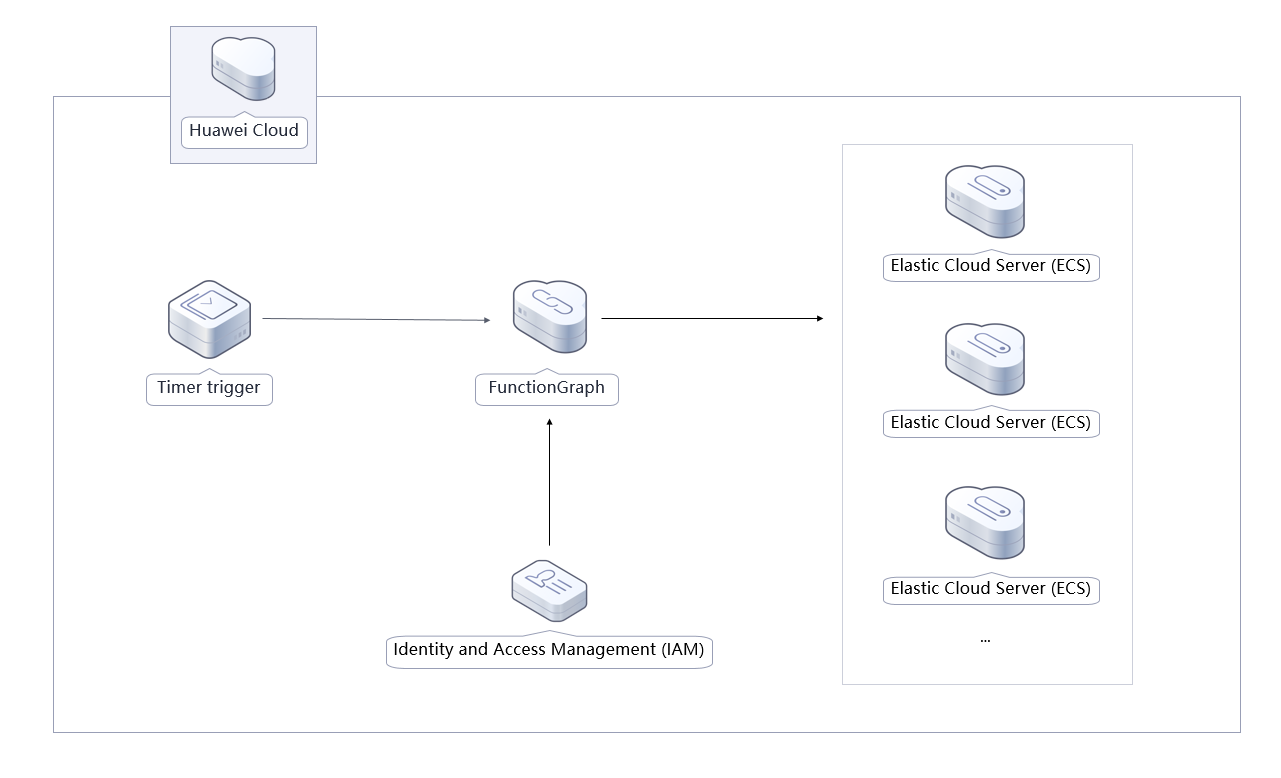 Huawei Cloud
Elastic Cloud Server (ECS)
Timer trigger
FunctionGraph
Elastic Cloud Server (ECS)
Elastic Cloud Server (ECS)
Identity and Access Management (IAM)
...